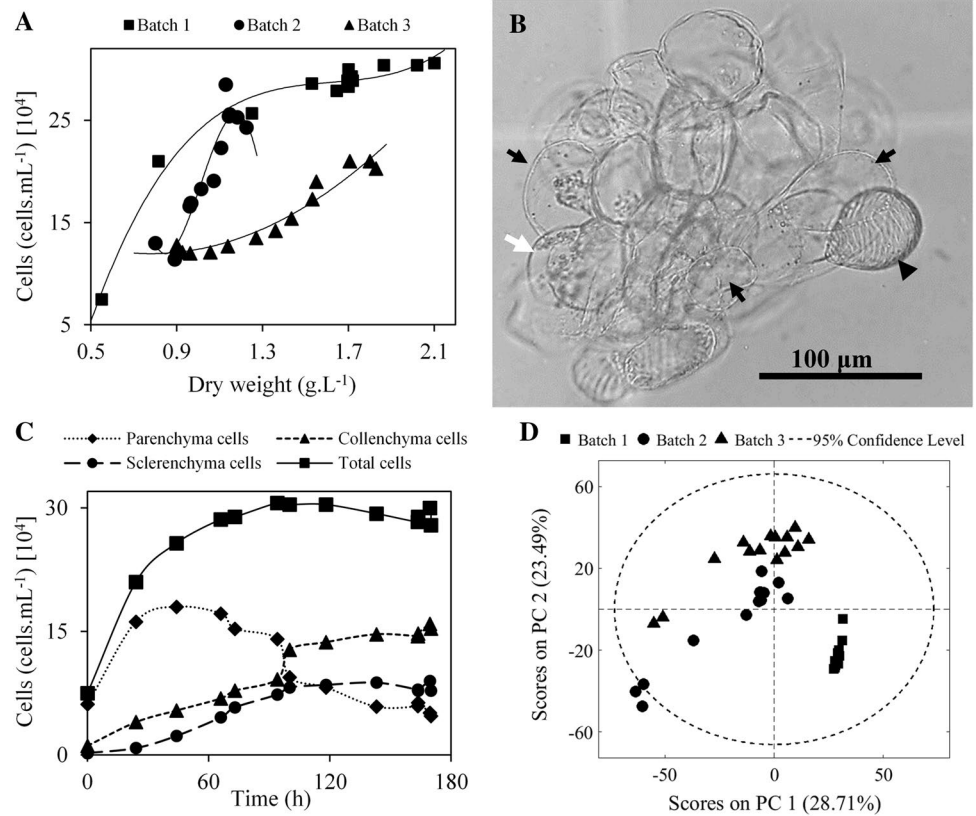 A
■ Batch 1 ● Batch 2 ▲ Batch 3
Cells (cells.mL-1) [10⁴]
25
15
5
0.5 0.9 1.3 1.7 2.1
Dry weight (g.L-1)
B
100 µm
C
Parenchyma cells Collenchyma cells
Sclerenchyma cells Total cells
Cells (cells.mL-1) [10⁴]
30
15
0
0 60 120 180
Time (h)
D
■ Batch 1 ● Batch 2 ▲ Batch 3 95% Confidence Level
Scores on PC 2 (23.49%)
60
20
-20
-60
-50 0 50
Scores on PC 1 (28.71%)